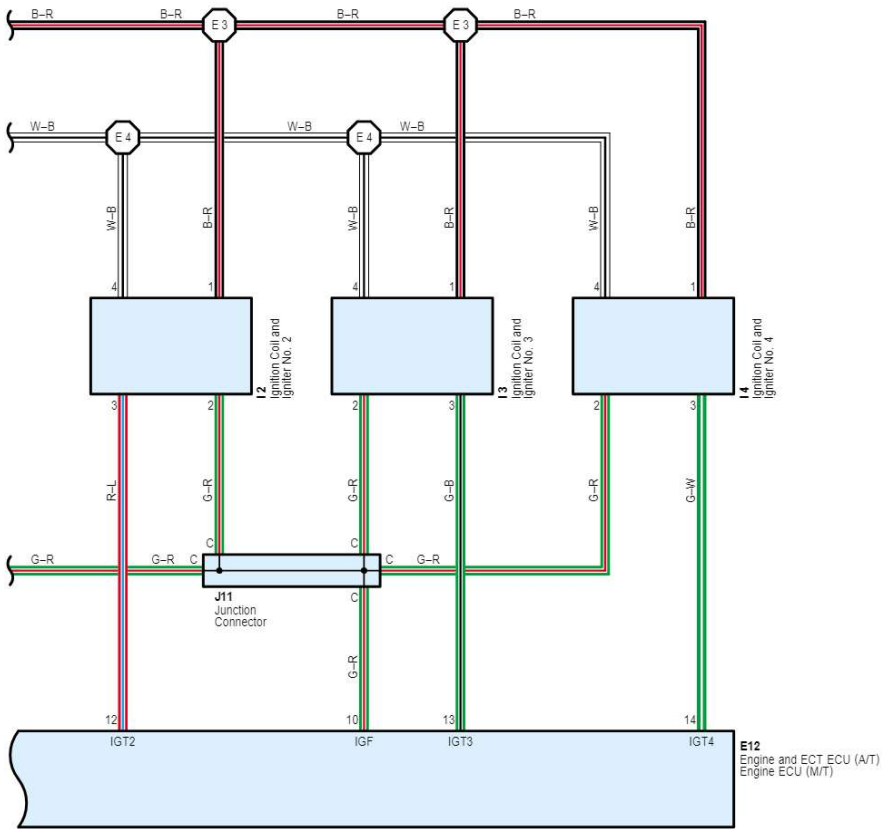 B–R
B–R
E 3
B–R
E 3
B–R
W–B
E 4
W–B
E 4
W–B
W–B
B–R
W–B
B–R
W–B
B–R
4
1
4
1
4
1
I 2
Ignition Coil and
Igniter No. 2
I 3
Ignition Coil and
Igniter No. 3
I 4
Ignition Coil and
Igniter No. 4
3
2
2
3
2
3
R–L
G–R
G–R
G–B
G–R
G–W
C
C
G–R
G–R
C
C
G–R
J11
Junction
Connector
C
G–R
12
10
13
14
IGT2
IGF
IGT3
IGT4
E12
Engine and ECT ECU (A/T)
Engine ECU (M/T)